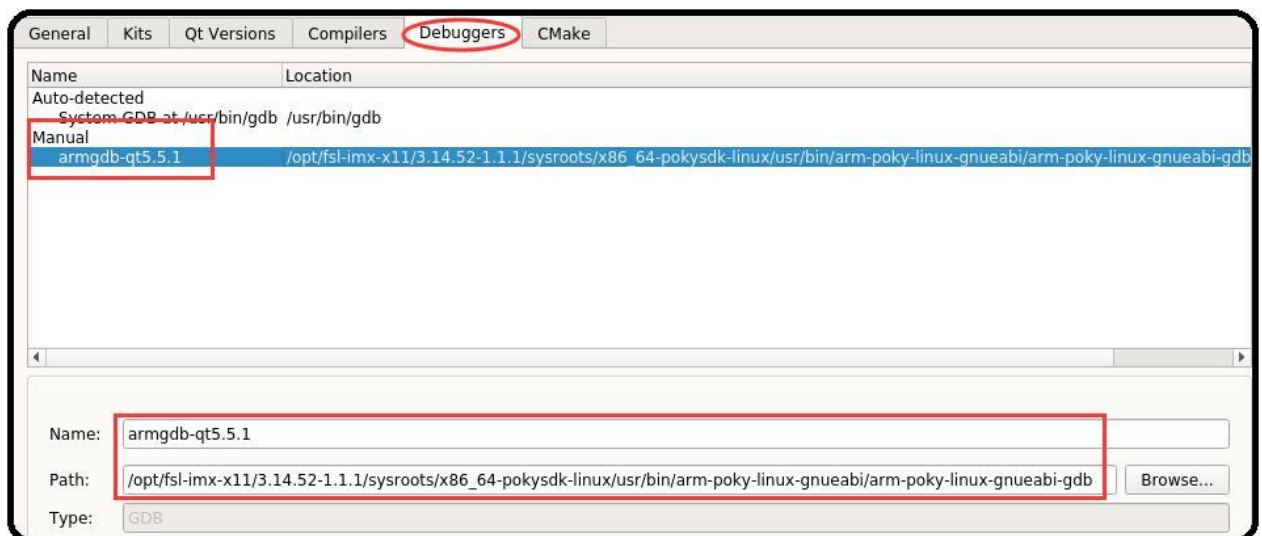 General Kits Qt Versions Compilers Debuggers CMake
Name Location
Auto-detected
System GDB at /usr/bin/gdb /usr/bin/gdb
Manual
armgdb-qt5.5.1 /opt/fsl-imx-x11/3.14.52-1.1.1/sysroots/x86_64-pokysdk-linux/usr/bin/arm-poky-linux-gnueabi/arm-poky-linux-gnueabi-gdb
Name: armgdb-qt5.5.1
Path: /opt/fsl-imx-x11/3.14.52-1.1.1/sysroots/x86_64-pokysdk-linux/usr/bin/arm-poky-linux-gnueabi/arm-poky-linux-gnueabi-gdb Browse...
Type: GDB